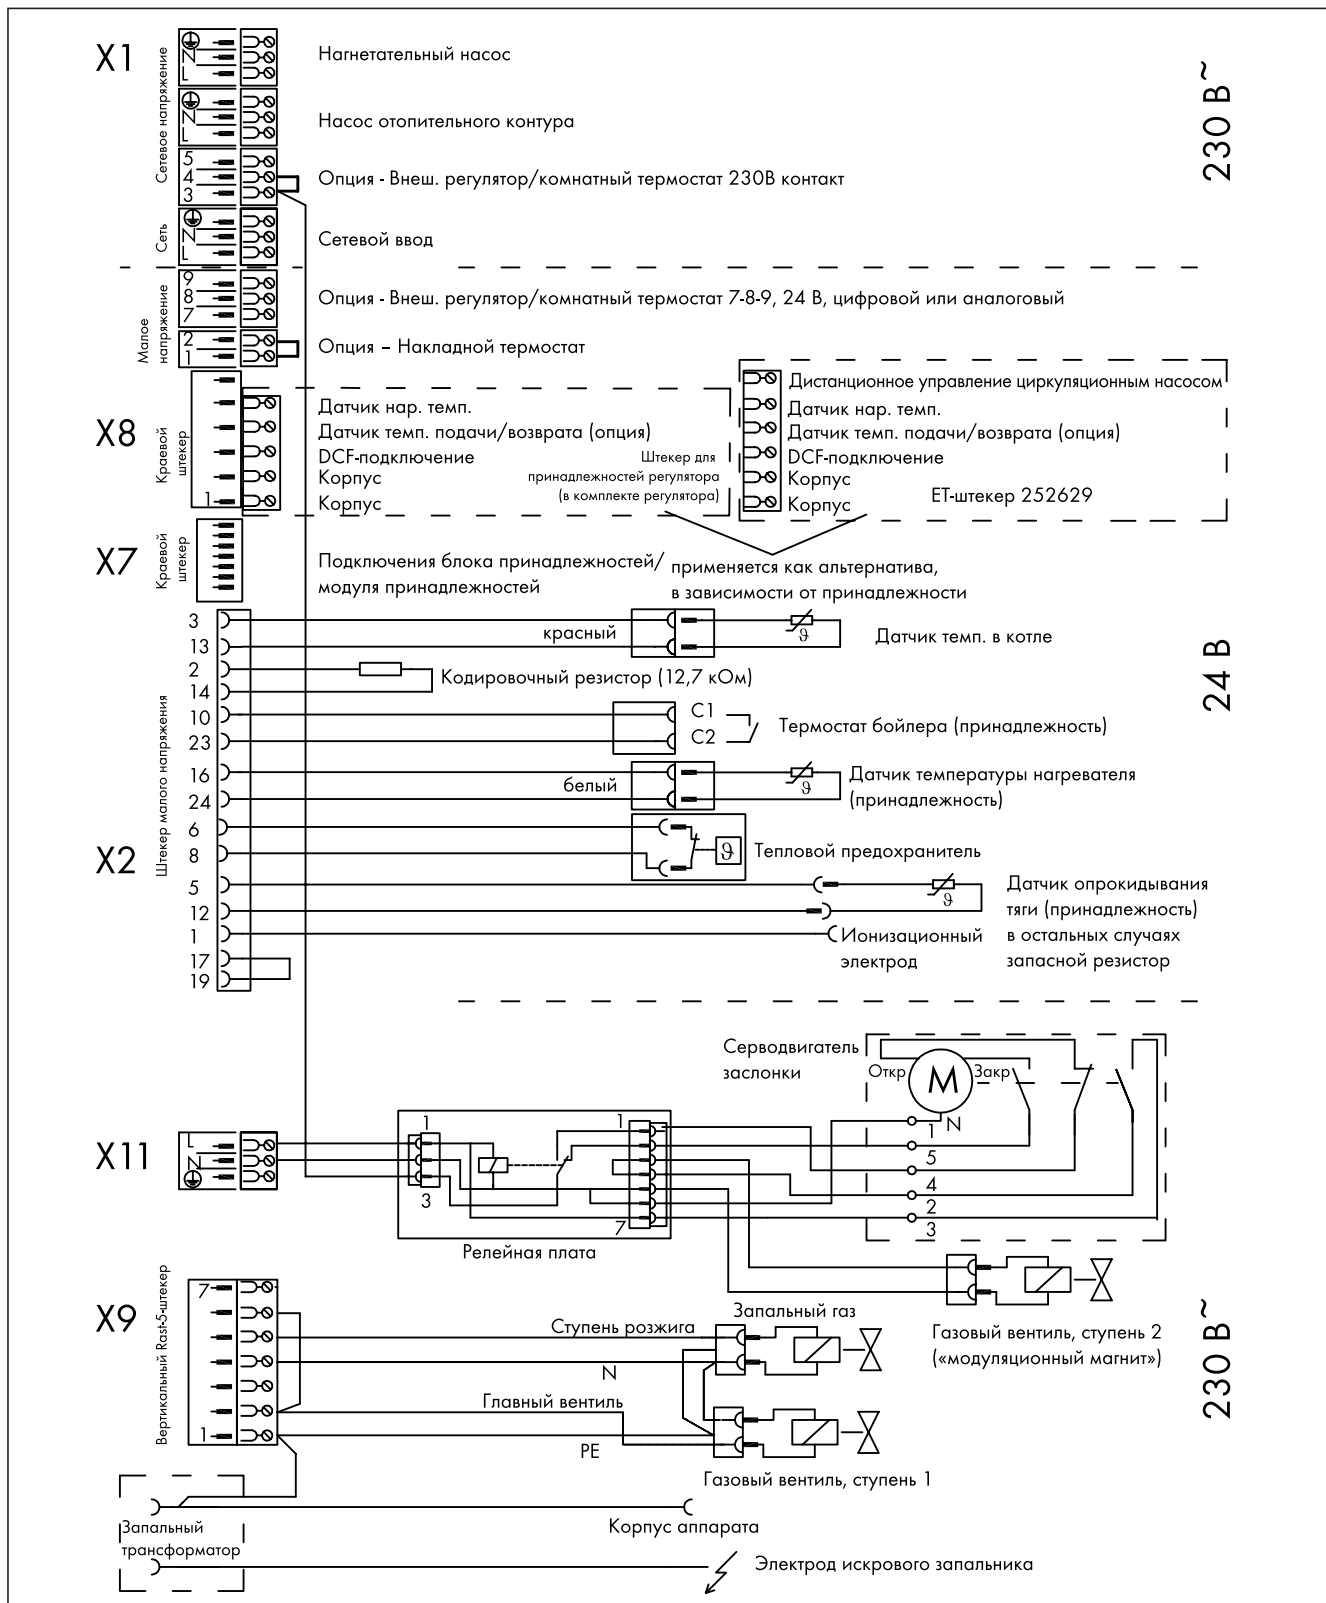 X1
Сетевое напряжение
N
L
Нагнетательный насос
N
L
Насос отопительного контура
5
4
3
Опция - Внеш. регулятор/комнатный термостат 230В контакт
230 В~
Сеть
N
L
Сетевой ввод
Малое
напряжение
9
8
7
Опция - Внеш. регулятор/комнатный термостат 7-8-9, 24 В, цифровой или аналоговый
2
1
Опция – Накладной термостат
X8
Краевой
штекер
1
Датчик нар. темп.
Датчик темп. подачи/возврата (опция)
DCF-подключение
Корпус
Корпус
Штекер для
принадлежностей регулятора
(в комплекте регулятора)
Дистанционное управление циркуляционным насосом
Датчик нар. темп.
Датчик темп. подачи/возврата (опция)
DCF-подключение
Корпус
Корпус
ЕТ-штекер 252629
X7
Краевой
штекер
Подключения блока принадлежностей/
модуля принадлежностей
применяется как альтернатива,
в зависимости от принадлежности
24 В
X2
Штекер малого напряжения
3
13
красный
ϑ
Датчик темп. в котле
2
14
Кодировочный резистор (12,7 кОм)
10
23
C1
C2
Термостат бойлера (принадлежность)
16
24
белый
ϑ
Датчик температуры нагревателя
(принадлежность)
6
8
ϑ
Тепловой предохранитель
5
12
ϑ
Датчик опрокидывания
тяги (принадлежность)
в остальных случаях
запасной резистор
1
Ионизационный
электрод
17
19
Серводвигатель
заслонки
Откр
M
Закр
N
1
5
4
2
3
X11
L
N
1
3
1
7
Релейная плата
Газовый вентиль, ступень 2
(«модуляционный магнит»)
230 В~
X9
Вертикальный Rast-5-штекер
7
1
Запальный газ
Ступень розжига
N
Главный вентиль
PE
Газовый вентиль, ступень 1
Запальный
трансформатор
Корпус аппарата
Электрод искрового запальника